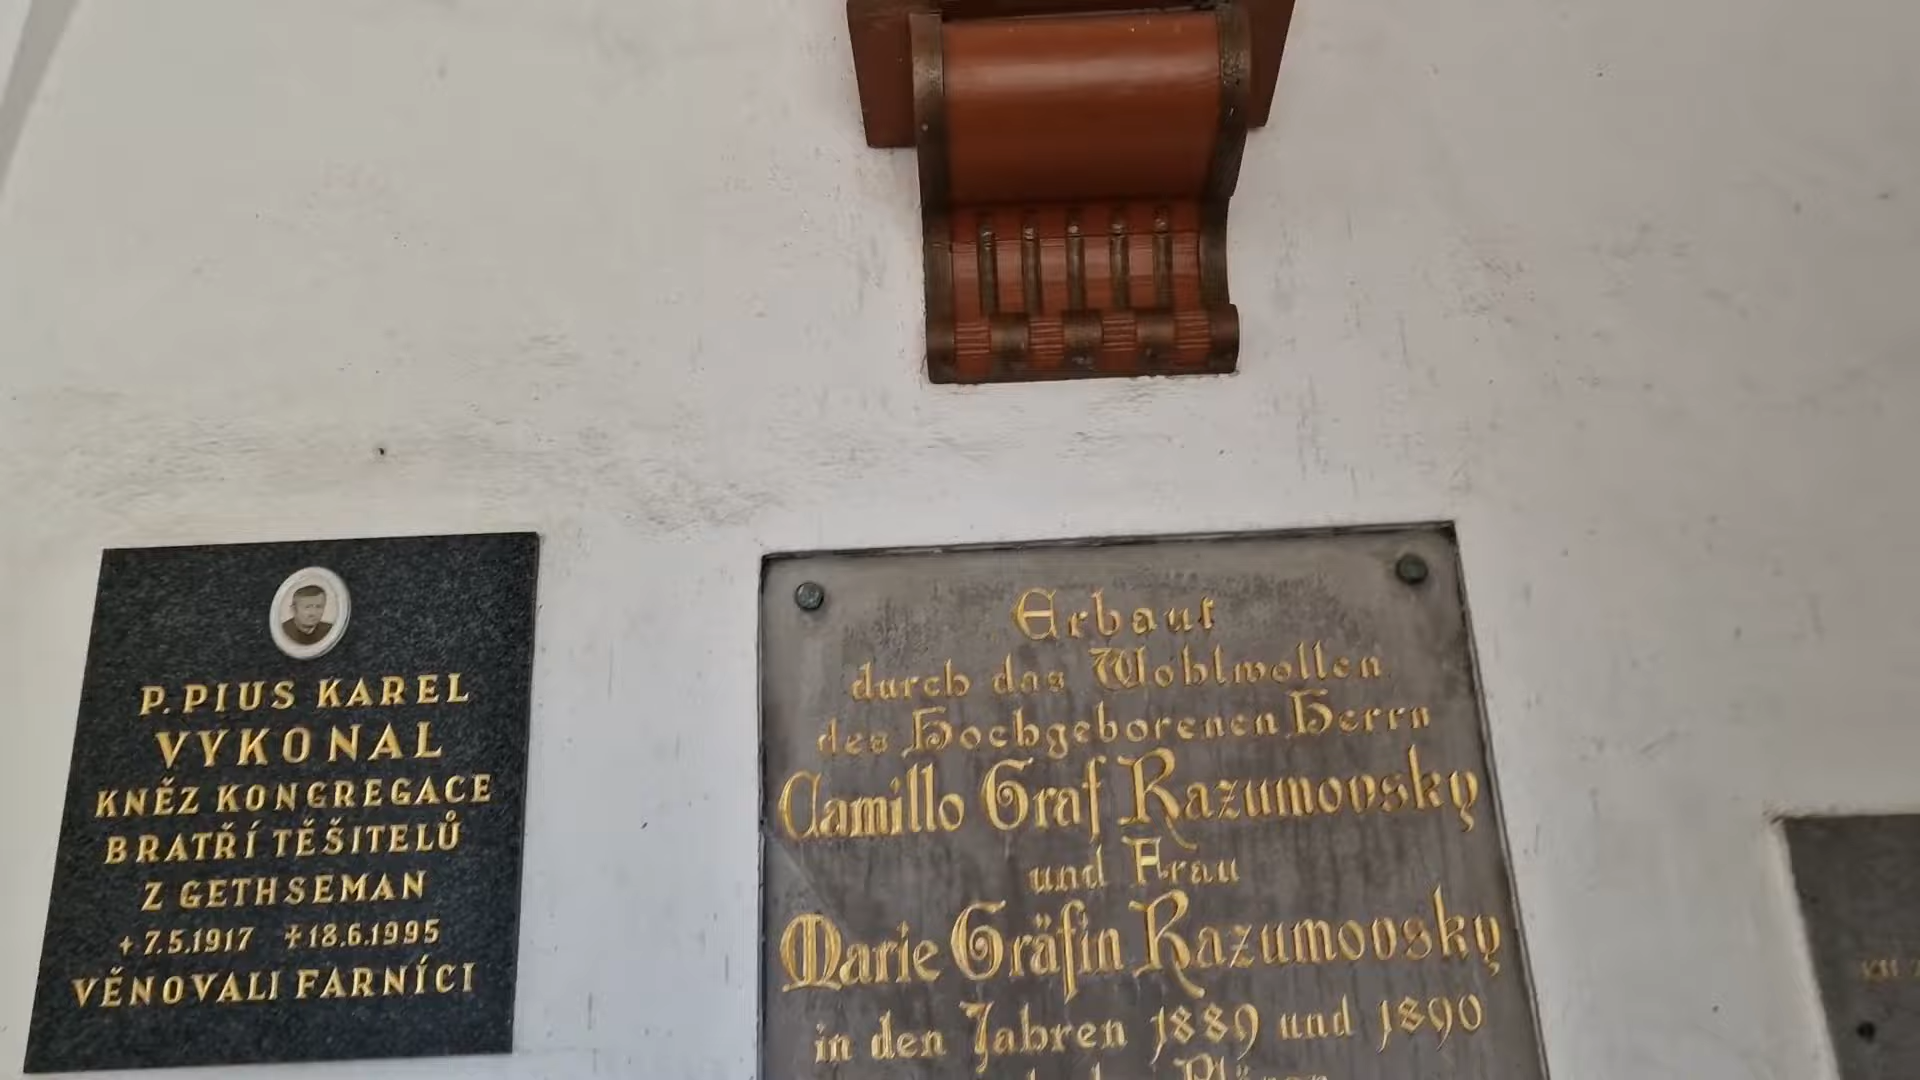 P. PIUS KAREL
VYKONAL
KNĚZ KONGREGACE
BRATŘÍ TĚŠITELŮ
Z GETHSEMAN
+ 7.5.1917 ✝ 18.6.1995
VĚNOVALI FARNÍCI
Erbaut
durch das Wohlwollen
des Hochgeborenen Herrn
Camillo Graf Razumovsky
und Frau
Marie Gräfin Razumovsky
in den Jahren 1889 und 1890